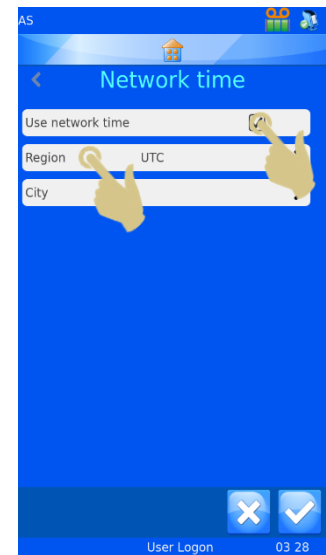 AS
Network time
Use network time
Region UTC
City
User Logon 03 28